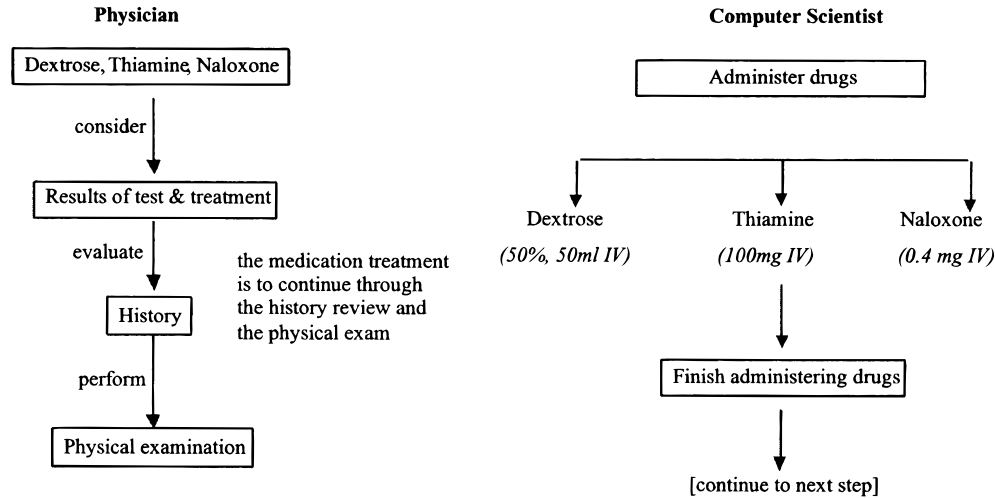 Physician
Dextrose, Thiamine, Naloxone
consider
Results of test & treatment
evaluate
the medication treatment
is to continue through
the history review and
the physical exam
History
perform
Physical examination
Computer Scientist
Administer drugs
Dextrose
(50%, 50ml IV)
Thiamine
(100mg IV)
Naloxone
(0.4 mg IV)
Finish administering drugs
[continue to next step]